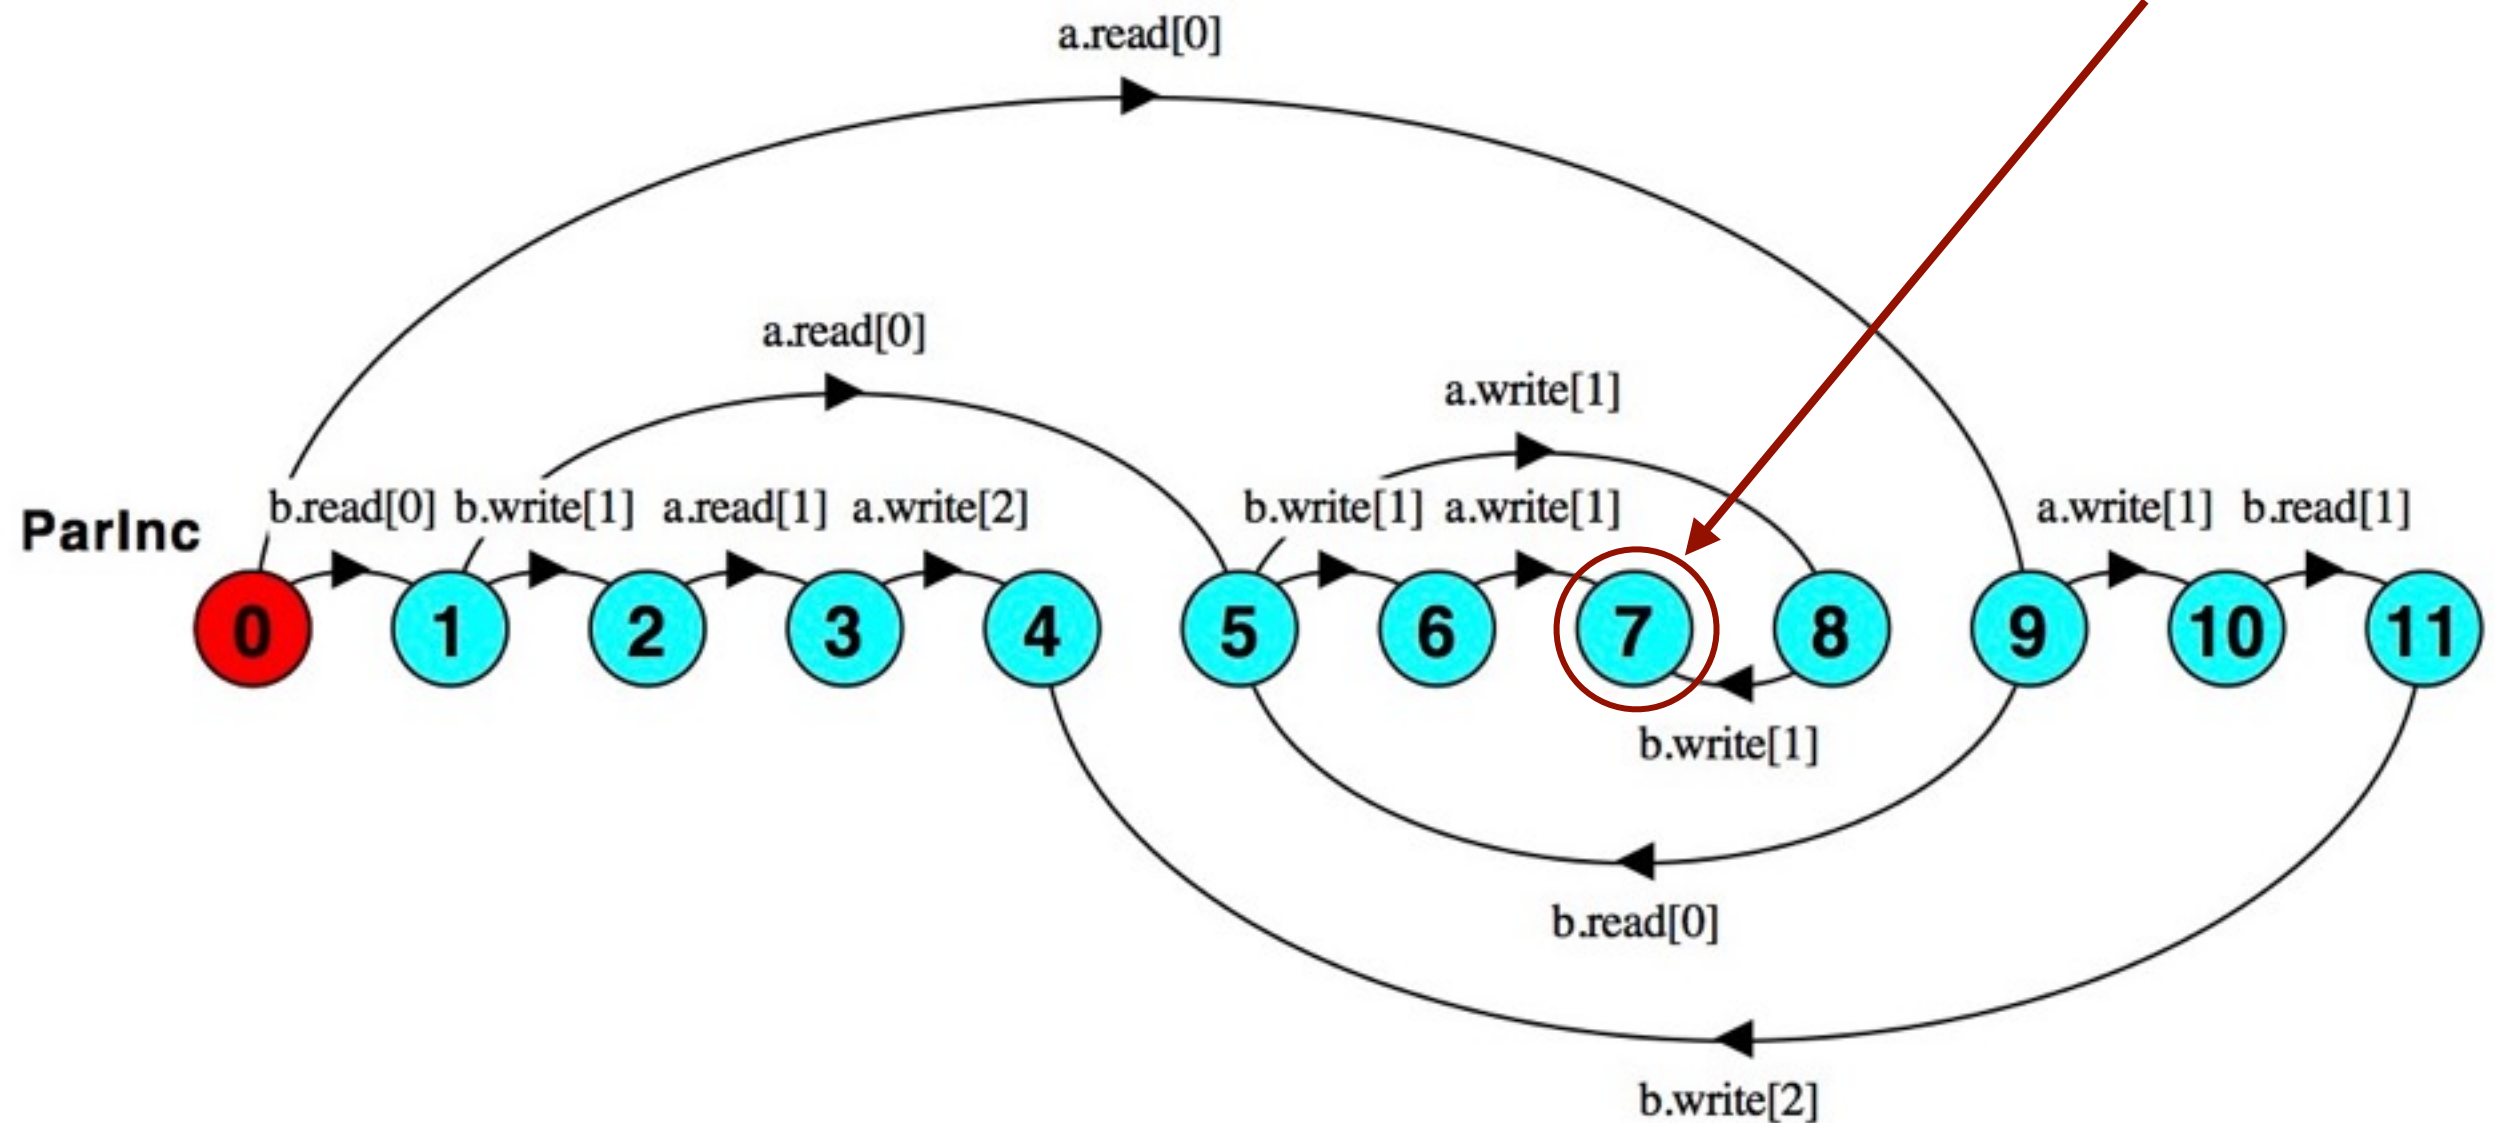 a.read[0]
a.read[0]
a.write[1]
ParInc
b.read[0] b.write[1] a.read[1] a.write[2] b.write[1] a.write[1] a.write[1] b.read[1]
0 1 2 3 4 5 6 7 8 9 10 11
b.write[1]
b.read[0]
b.write[2]